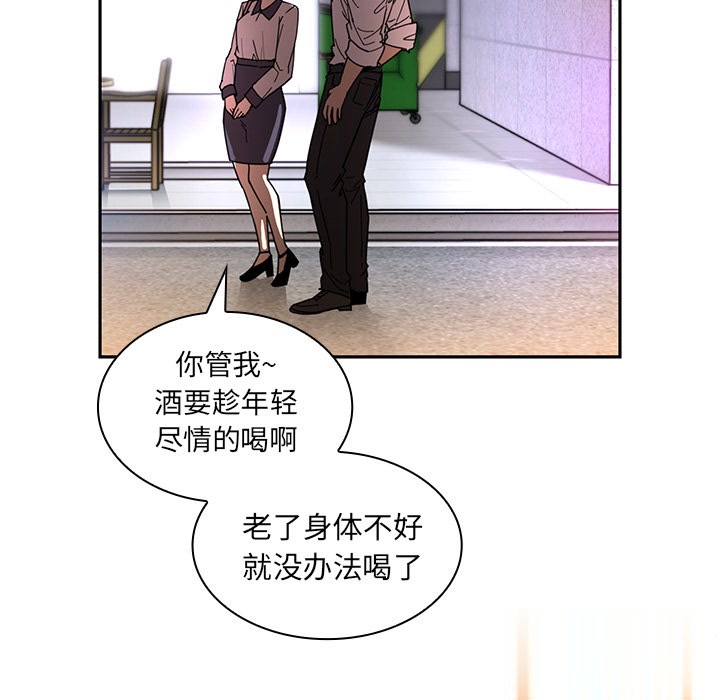 你管我~
酒要趁年轻
尽情的喝啊
老了身体不好
就没办法喝了